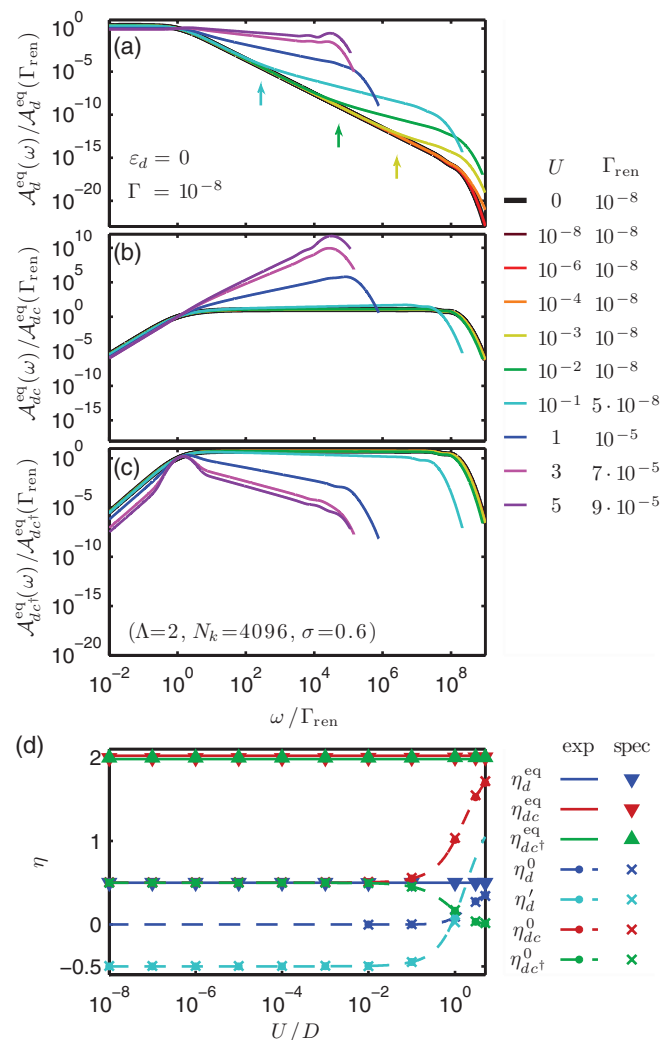 (a)
𝒜_d^eq(ω)/𝒜_d^eq(Γ_ren)
10^0
10^−5
10^−10
10^−15
10^−20
ε_d = 0
Γ = 10^−8
(b)
𝒜_dc^eq(ω)/𝒜_dc^eq(Γ_ren)
10^10
10^5
10^0
10^−5
10^−10
10^−15
(c)
𝒜_dc†^eq(ω)/𝒜_dc†^eq(Γ_ren)
10^0
10^0
10^−5
10^−10
10^−15
10^−20
(Λ=2, N_k=4096, σ=0.6)
10^−2 10^0 10^2 10^4 10^6 10^8
ω/Γ_ren
U Γ_ren
0 10^−8
10^−8 10^−8
10^−6 10^−8
10^−4 10^−8
10^−3 10^−8
10^−2 10^−8
10^−1 5·10^−8
1 10^−5
3 7·10^−5
5 9·10^−5
(d)
η
2
1
0
−0.5
10^−8 10^−6 10^−4 10^−2 10^0
U/D
exp spec
η_d^eq
η_dc^eq
η_dc†^eq
η_d^0
η_d′
η_dc^0
η_dc†^0